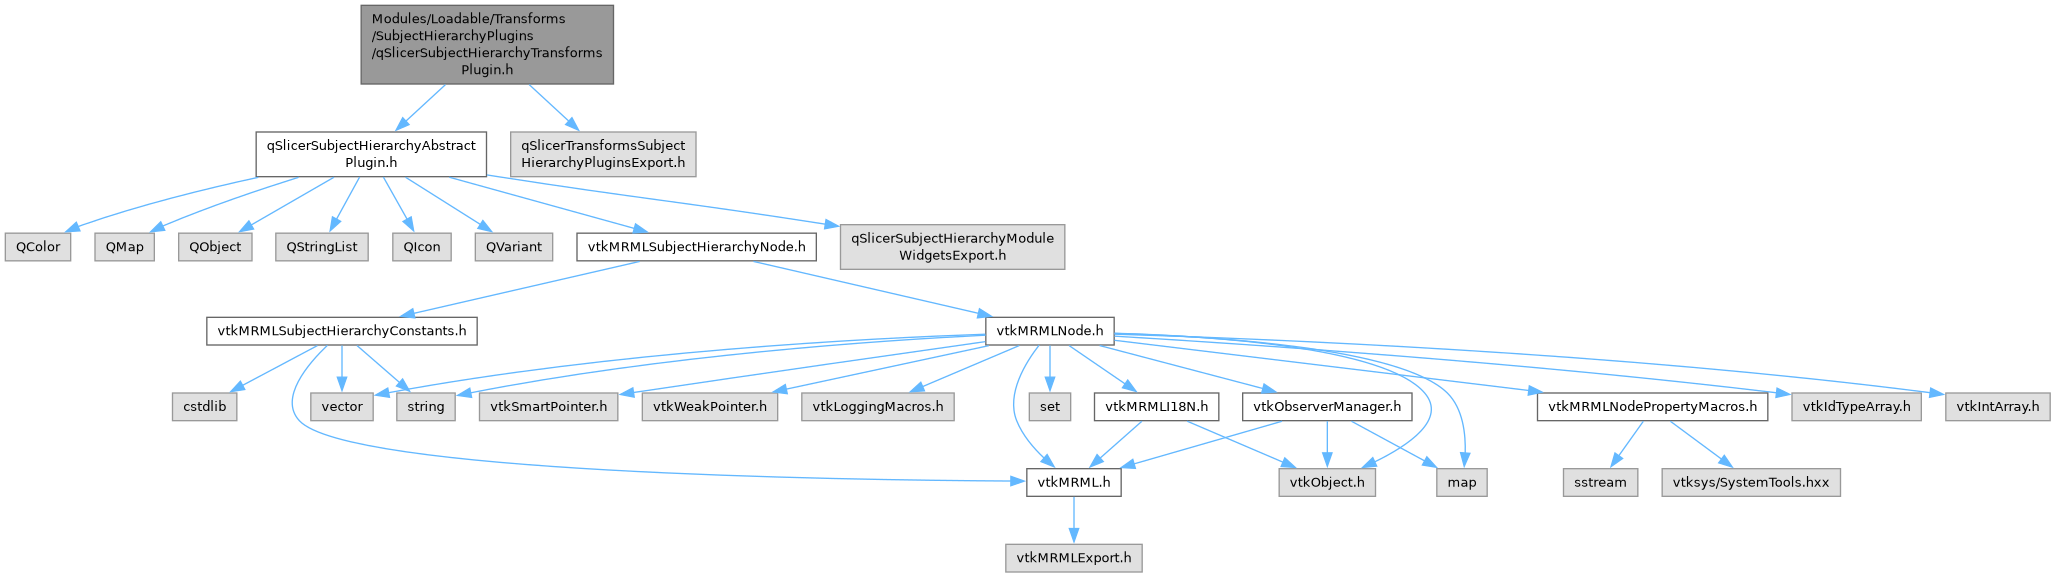 Modules/Loadable/Transforms
/SubjectHierarchyPlugins
/qSlicerSubjectHierarchyTransforms
Plugin.h
qSlicerSubjectHierarchyAbstract
Plugin.h
qSlicerTransformsSubject
HierarchyPluginsExport.h
QColor
QMap
QObject
QStringList
QIcon
QVariant
vtkMRMLSubjectHierarchyNode.h
qSlicerSubjectHierarchyModule
WidgetsExport.h
vtkMRMLSubjectHierarchyConstants.h
vtkMRMLNode.h
cstdlib
vector
string
vtkSmartPointer.h
vtkWeakPointer.h
vtkLoggingMacros.h
set
vtkMRMLI18N.h
vtkObserverManager.h
vtkMRMLNodePropertyMacros.h
vtkIdTypeArray.h
vtkIntArray.h
vtkMRML.h
vtkObject.h
map
sstream
vtksys/SystemTools.hxx
vtkMRMLExport.h